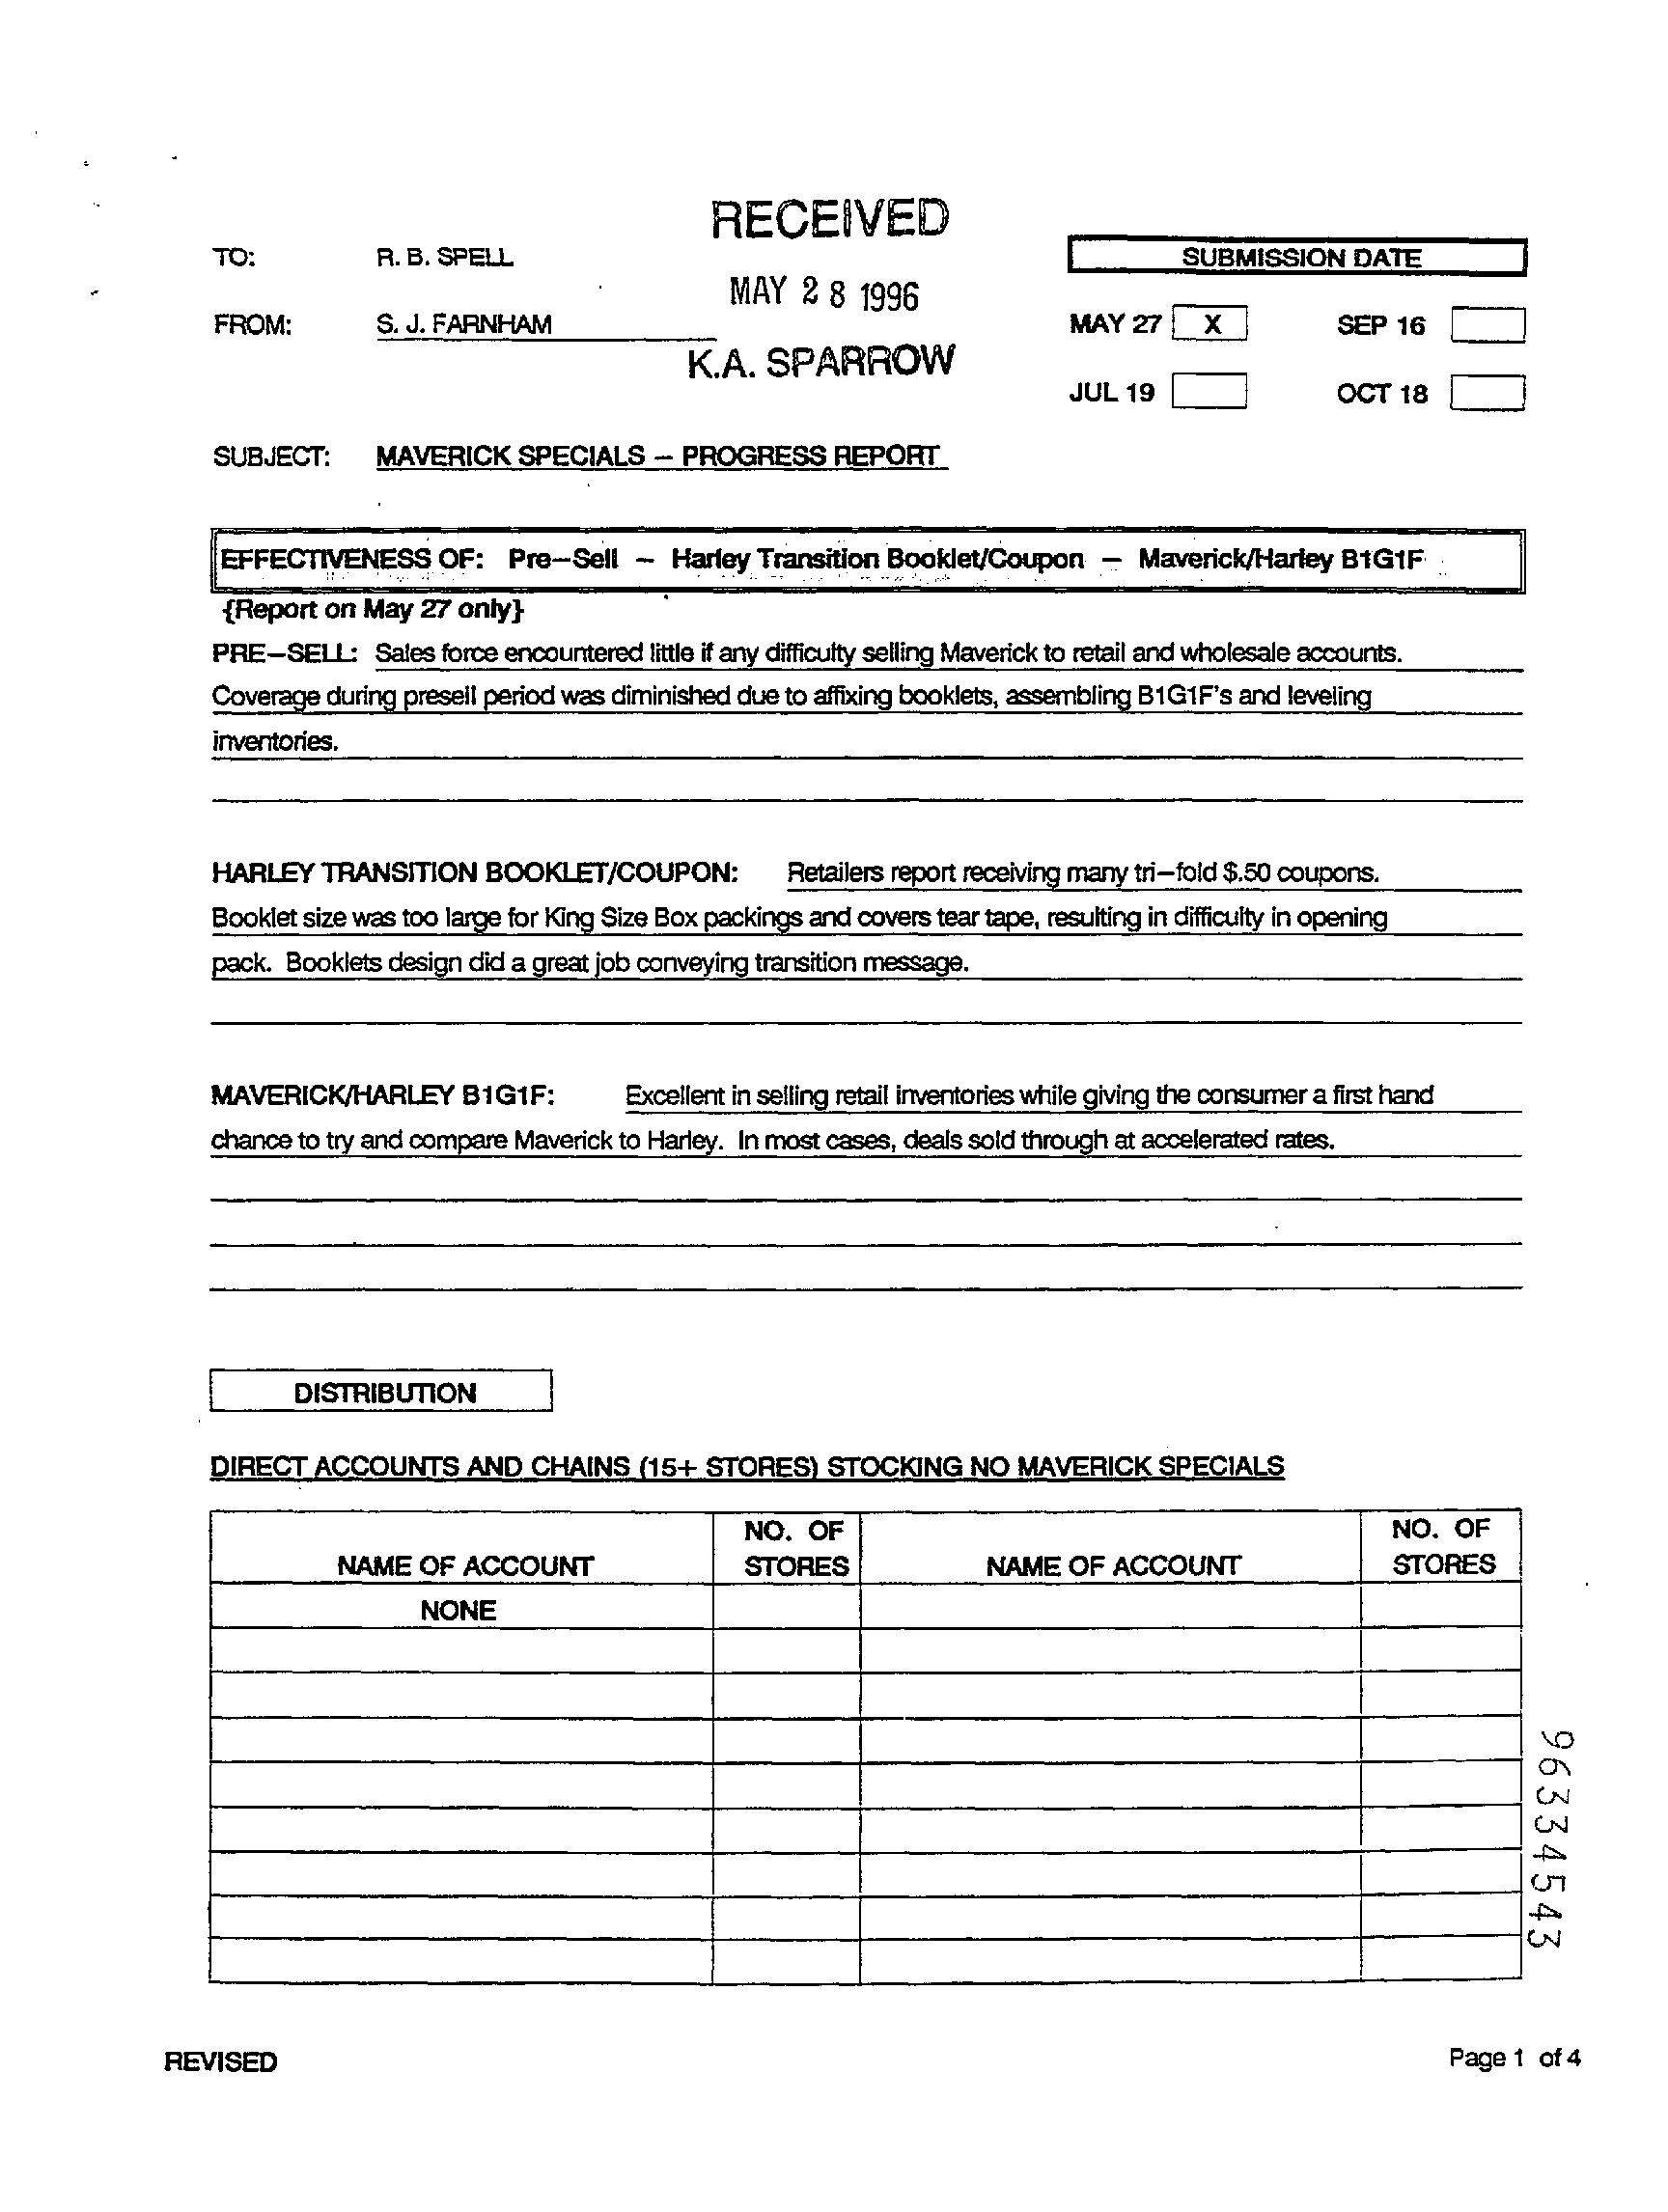 RECEIVED
TO: R. B. SPELL
SUBMISSION DATE
MAY 28 1996
FROM: S. J. FARNHAM
MAY 27 X SEP 16
K.A. SPARROW
JUL 19 OCT 18
SUBJECT: MAVERICK SPECIALS – PROGRESS REPORT
EFFECTIVENESS OF: Pre–Sell – Harley Transition Booklet/Coupon – Maverick/Harley B1G1F
{Report on May 27 only}
PRE–SELL: Sales force encountered little if any difficulty selling Maverick to retail and wholesale accounts.
Coverage during presell period was diminished due to affixing booklets, assembling B1G1F's and leveling
inventories.
HARLEY TRANSITION BOOKLET/COUPON: Retailers report receiving many tri–fold $.50 coupons.
Booklet size was too large for King Size Box packings and covers tear tape, resulting in difficulty in opening
pack. Booklets design did a great job conveying transition message.
MAVERICK/HARLEY B1G1F: Excellent in selling retail inventories while giving the consumer a first hand
chance to try and compare Maverick to Harley. In most cases, deals sold through at accelerated rates.
DISTRIBUTION
DIRECT ACCOUNTS AND CHAINS (15+ STORES) STOCKING NO MAVERICK SPECIALS
NAME OF ACCOUNT NO. OF STORES NAME OF ACCOUNT NO. OF STORES
NONE
96334543
REVISED
Page 1 of 4